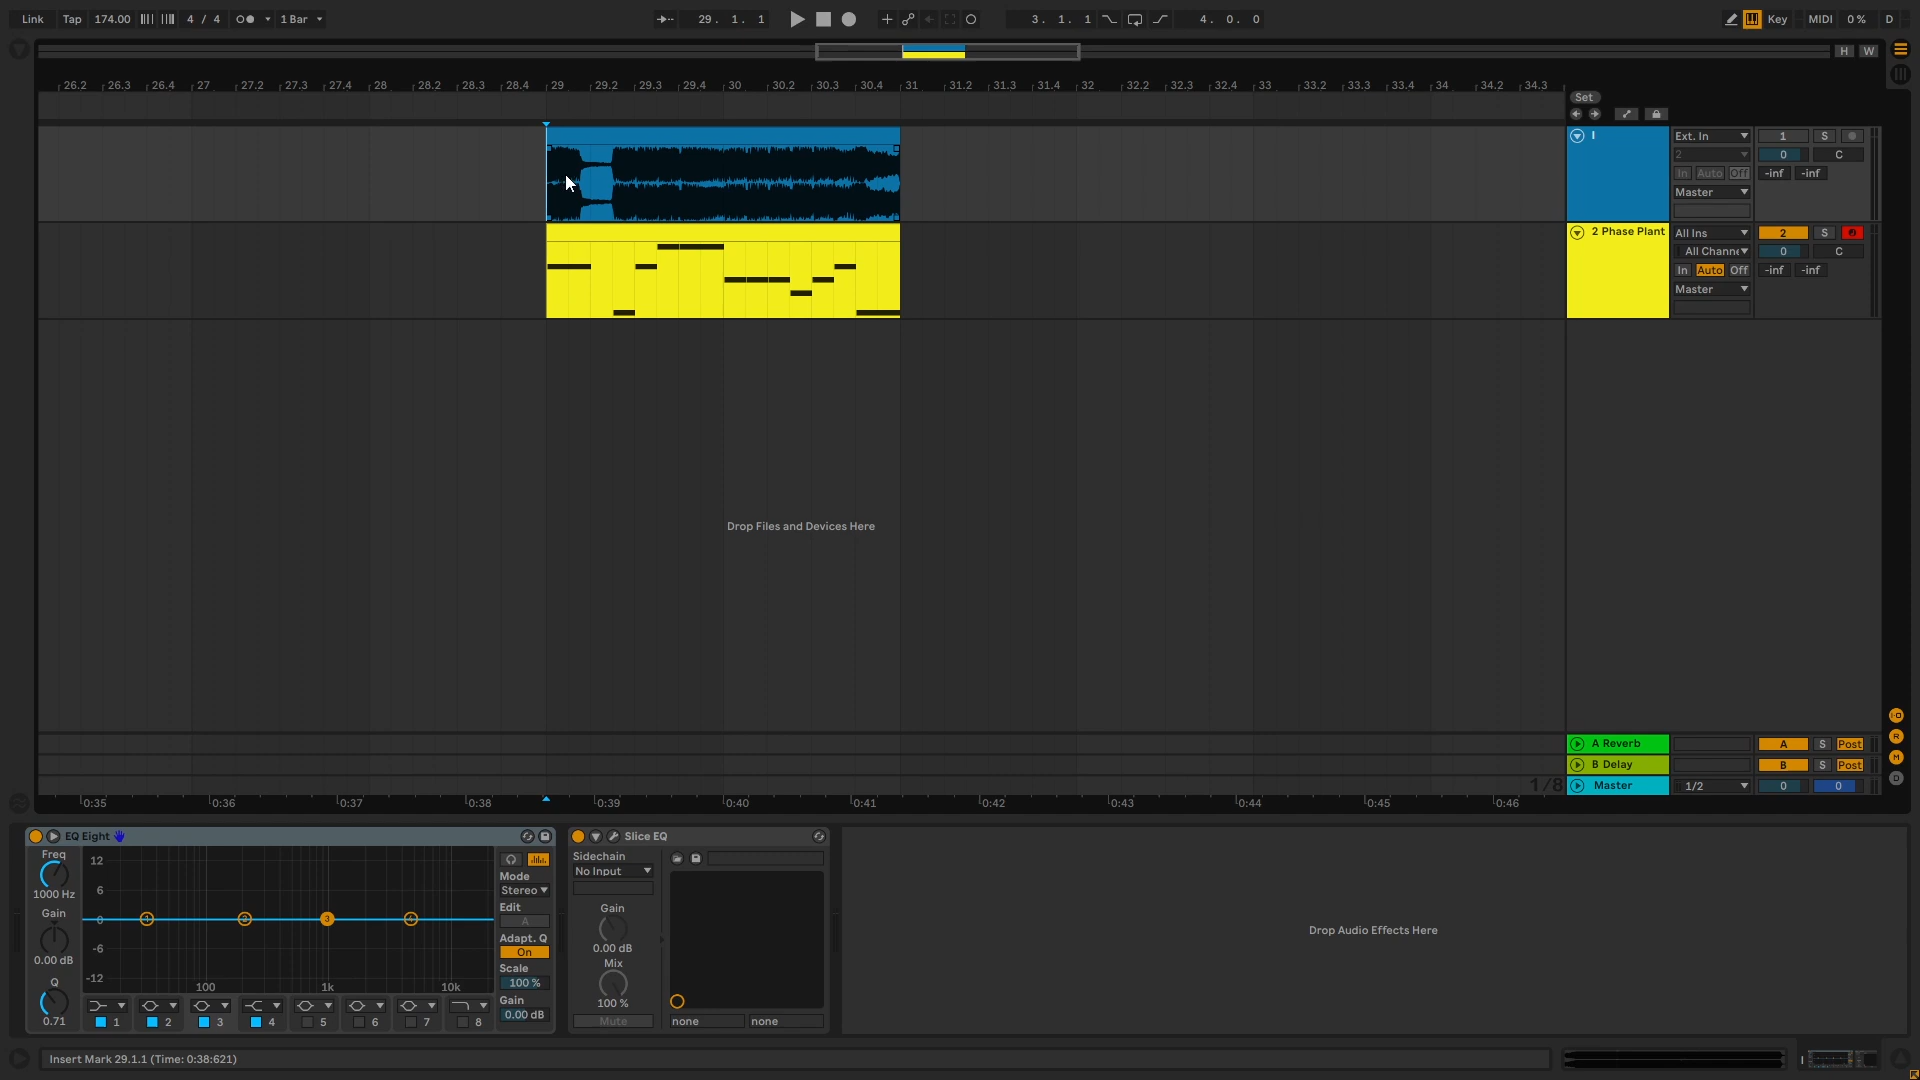 Link Tap 174.00 4 / 4 1 Bar 29. 1. 1 3. 1. 1 4. 0. 0 Key MIDI 0 % D
H W
26.2 26.3 26.4 27 27.2 27.3 27.4 28 28.2 28.3 28.4 29 29.2 29.3 29.4 30 30.2 30.3 30.4 31 31.2 31.3 31.4 32 32.2 32.3 32.4 33 33.2 33.3 33.4 34 34.2 34.3
Set
I Ext. In 1 S
2 0 C
In Auto Off -inf -inf
Master
2 Phase Plant All Ins 2 S
All Channe 0 C
In Auto Off -inf -inf
Master
Drop Files and Devices Here
A Reverb A S Post
B Delay B S Post
1/8 Master 1/2 0 0
0:35 0:36 0:37 0:38 0:39 0:40 0:41 0:42 0:43 0:44 0:45 0:46
EQ Eight
Freq
1000 Hz
Gain
0.00 dB
Q
0.71
12
6
0
-6
-12
100 1k 10k
1 2 3 4 5 6 7 8
Mode
Stereo
Edit
A
Adapt. Q
On
Scale
100 %
Gain
0.00 dB
Slice EQ
Sidechain
No Input
Gain
0.00 dB
Mix
100 %
Mute
none none
Drop Audio Effects Here
Insert Mark 29.1.1 (Time: 0:38:621)
I